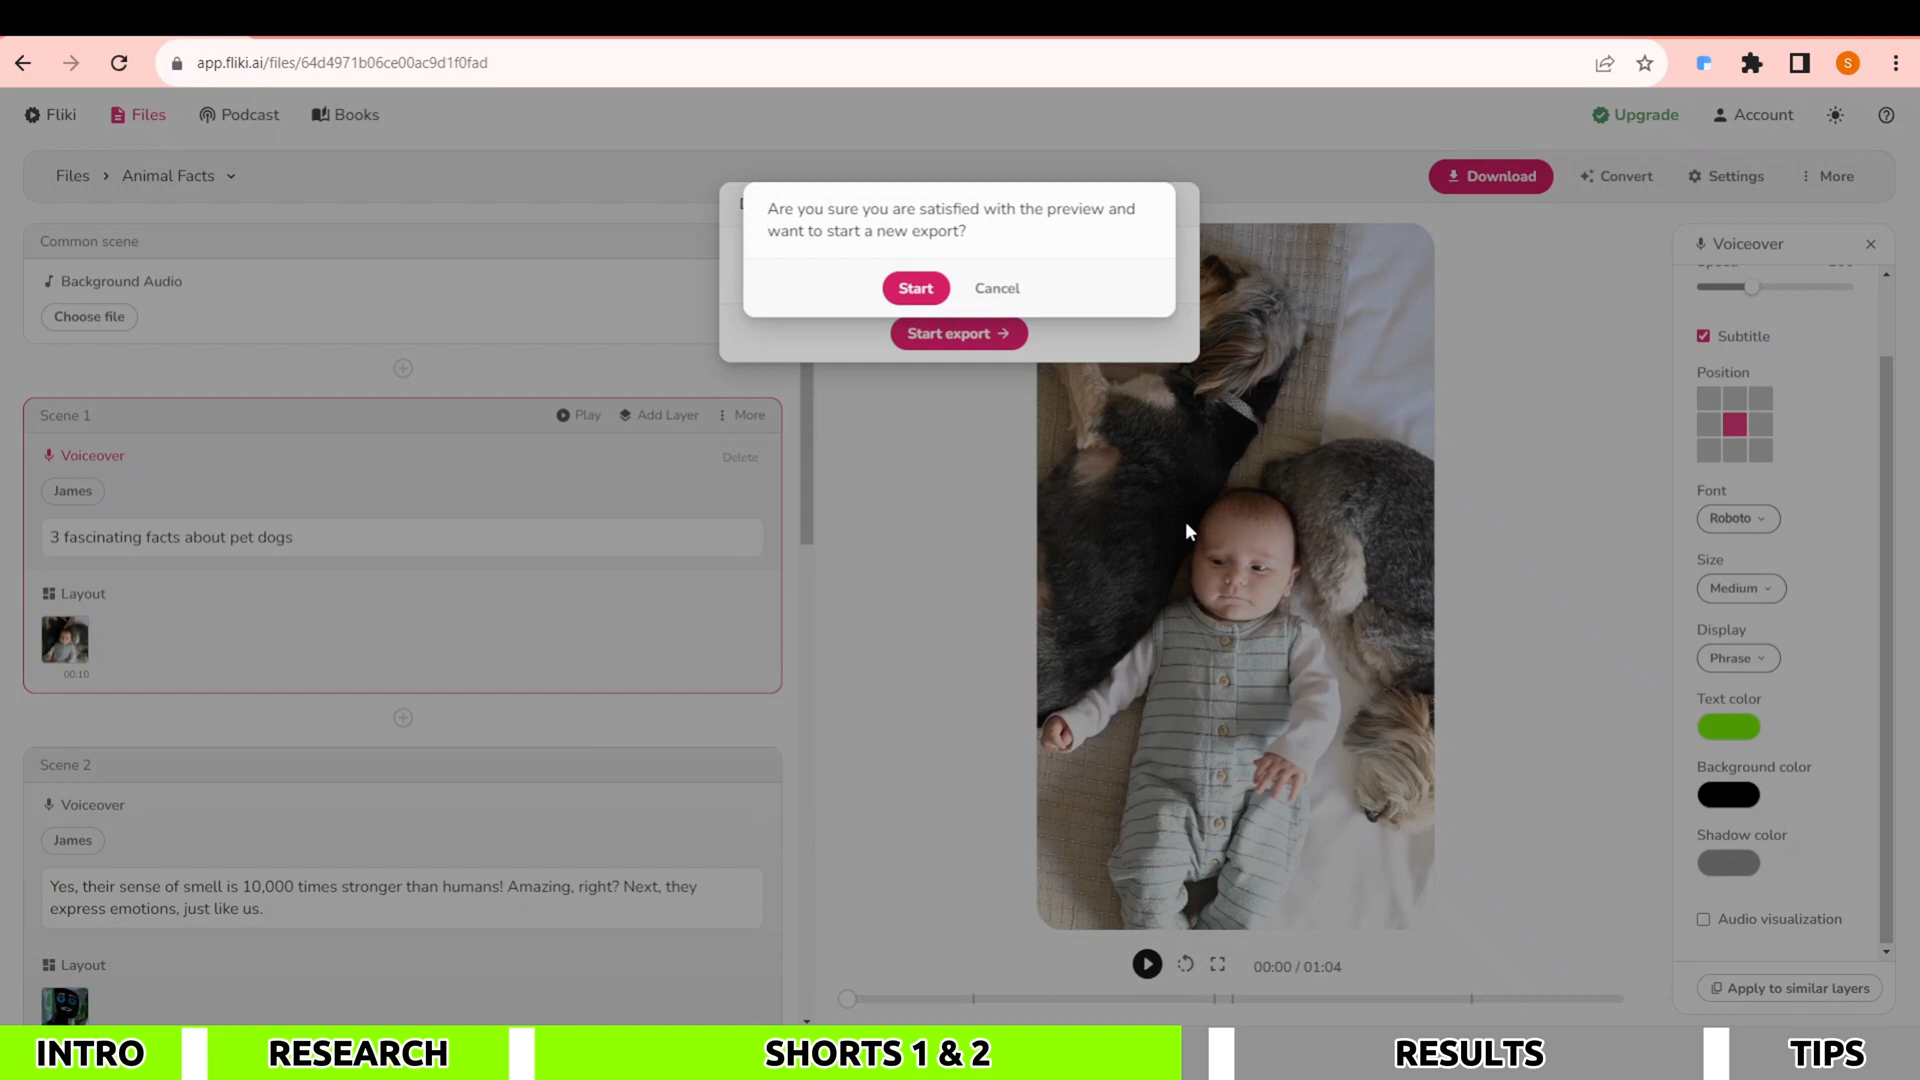 app.fliki.ai/files/64d4971b06ce00ac9d1f0fad
S
Fliki
Files
Podcast
Books
Upgrade
Account
Files > Animal Facts
Download
Convert
Settings
More
Are you sure you are satisfied with the preview and
want to start a new export?
Start
Cancel
Start export
Common scene
Background Audio
Choose file
Scene 1
Play
Add Layer
More
Voiceover
Delete
James
3 fascinating facts about pet dogs
Layout
00:10
Scene 2
Voiceover
James
Yes, their sense of smell is 10,000 times stronger than humans! Amazing, right? Next, they
express emotions, just like us.
Layout
00:00 / 01:04
Voiceover
Subtitle
Position
Font
Roboto
Size
Medium
Display
Phrase
Text color
Background color
Shadow color
Audio visualization
Apply to similar layers
INTRO
RESEARCH
SHORTS 1 & 2
RESULTS
TIPS